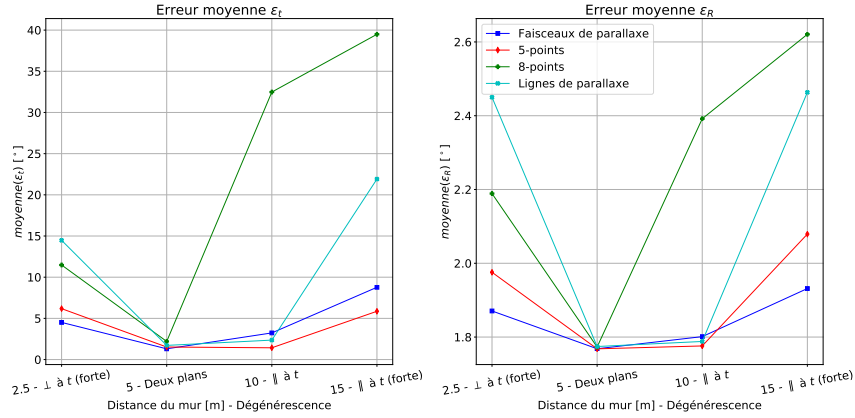 Erreur moyenne εt
40
35
30
25
20
15
10
5
0
moyenne(εt) [°]
2.5 - ⊥ à t (forte)
5 - Deux plans
10 - ∥ à t
15 - ∥ à t (forte)
Distance du mur [m] - Dégénérescence
Erreur moyenne εR
Faisceaux de parallaxe
5-points
8-points
Lignes de parallaxe
2.6
2.4
2.2
2.0
1.8
moyenne(εR) [°]
2.5 - ⊥ à t (forte)
5 - Deux plans
10 - ∥ à t
15 - ∥ à t (forte)
Distance du mur [m] - Dégénérescence